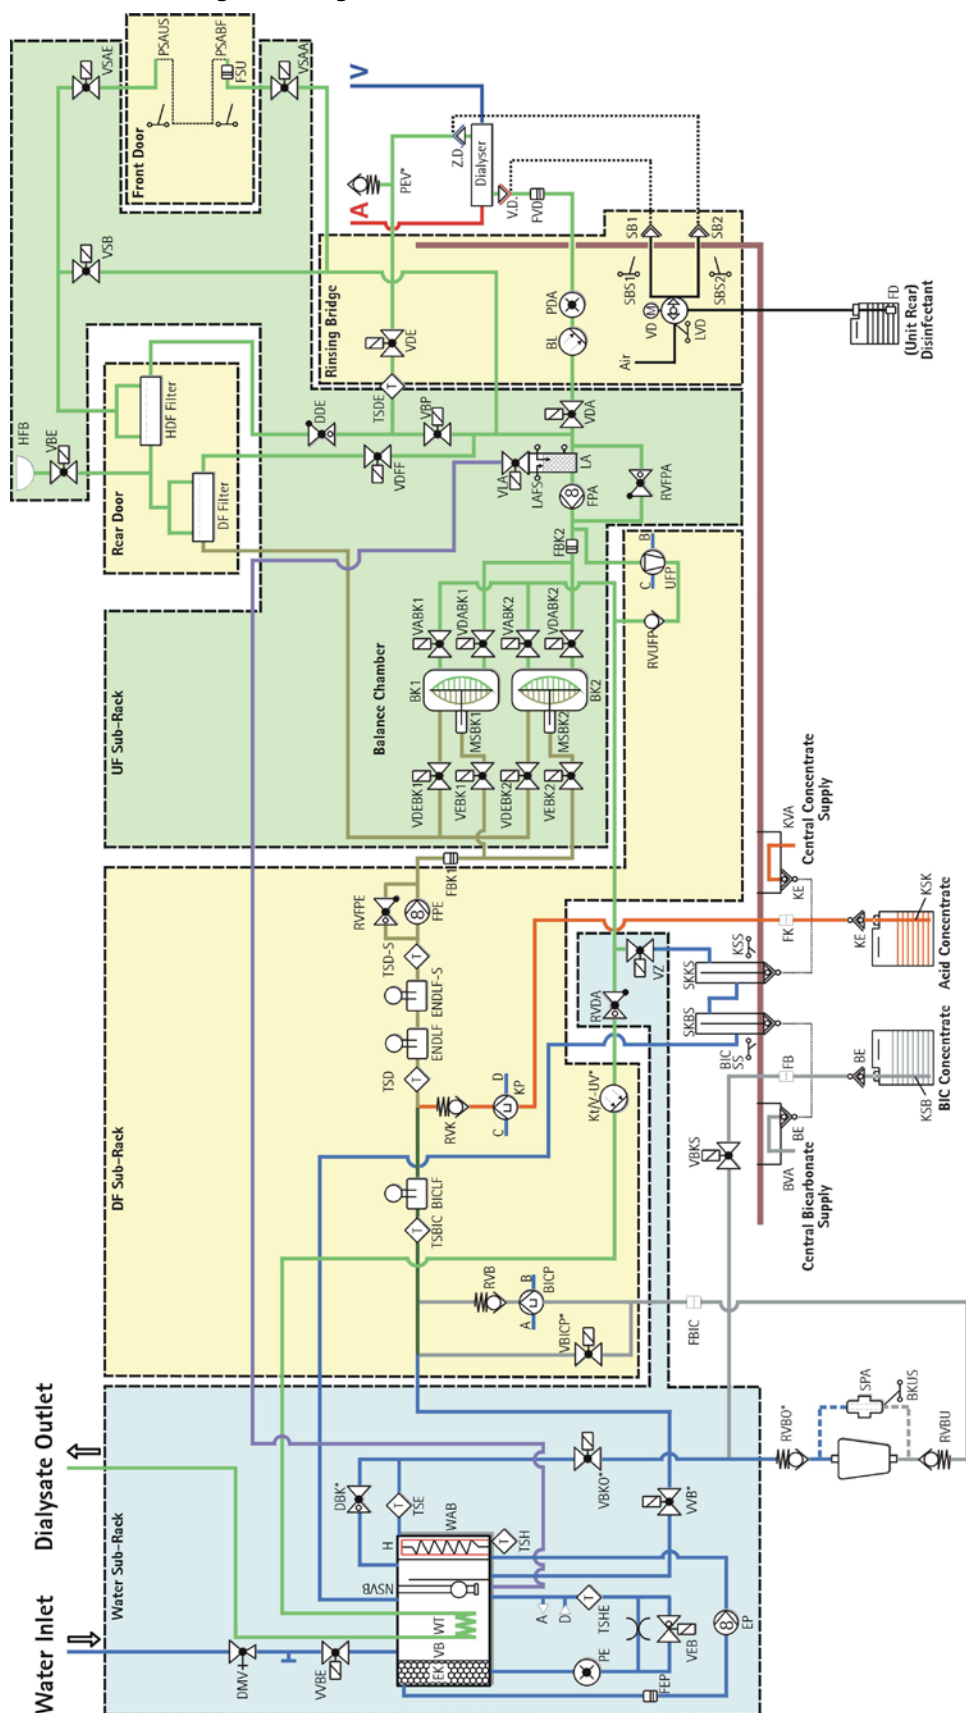 Water Inlet
Dialysate Outlet
Water Sub-Rack
DMV
VVBE
EK
VB
WT
NSVB
H
WAB
TSH
TSE
DBK*
PE
FEP
VEB
TSHE
A
D
EP
VVB*
VBKO*
RVBO*
SPA
BKUS
RVBU
DF Sub-Rack
VBICP*
RVB
A
B
BICP
FBIC
TSBIC
BICLF
RVK
C
D
KP
TSD
ENDLF
ENDLF-S
TSD-S
RVFPE
FPE
FBK1
Kt/V-UV*
RVDA
VZ
VBKS
Central Bicarbonate
Supply
BVA
BE
BIC
SS
SKBS
SKKS
KSS
FB
BE
KSB
BIC Concentrate
FK
KE
KSK
Acid Concentrate
KE
KVA
Central Concentrate
Supply
UF Sub-Rack
Balance Chamber
VDEBK1
VEBK1
VDEBK2
VEBK2
MSBK1
MSBK2
BK1
BK2
VABK1
VDABK1
VABK2
VDABK2
RVUFP
C
B
UFP
FBK2
FPA
RVFPA
LA
LAFS
VLA
VDFF
DDE
VBP
VDA
Rear Door
DF Filter
HDF Filter
HFB
VBE
VSB
Front Door
VSAE
PSAUS
PSABF
FSU
VSAA
Rinsing Bridge
TSDE
VDE
BL
PDA
Air
VD
M
LVD
SBS1
SBS2
SB1
SB2
PEV*
A
V
Z.D.
Dialyser
V.D.
FVD
FD
(Unit Rear)
Disinfectant